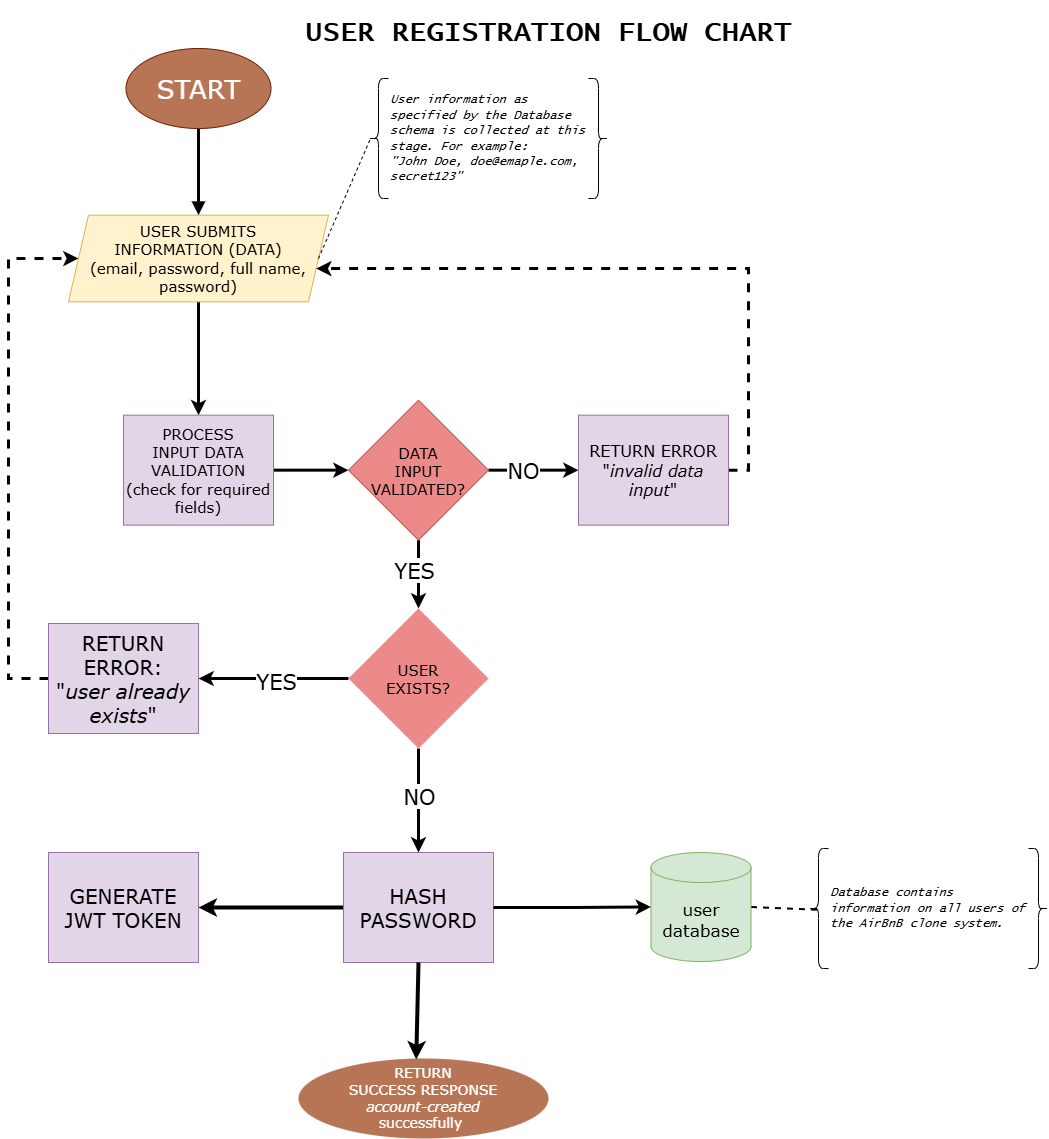 USER REGISTRATION FLOW CHART
START
User information as
specified by the Database
schema is collected at this
stage. For example:
"John Doe, doe@emaple.com,
secret123"
USER SUBMITS
INFORMATION (DATA)
(email, password, full name,
password)
PROCESS
INPUT DATA
VALIDATION
(check for required
fields)
DATA
INPUT
VALIDATED?
NO
RETURN ERROR
"invalid data
input"
YES
RETURN
ERROR:
"user already
exists"
YES
USER
EXISTS?
NO
GENERATE
JWT TOKEN
HASH
PASSWORD
user
database
Database contains
information on all users of
the AirBnB clone system.
RETURN
SUCCESS RESPONSE
account-created
successfully